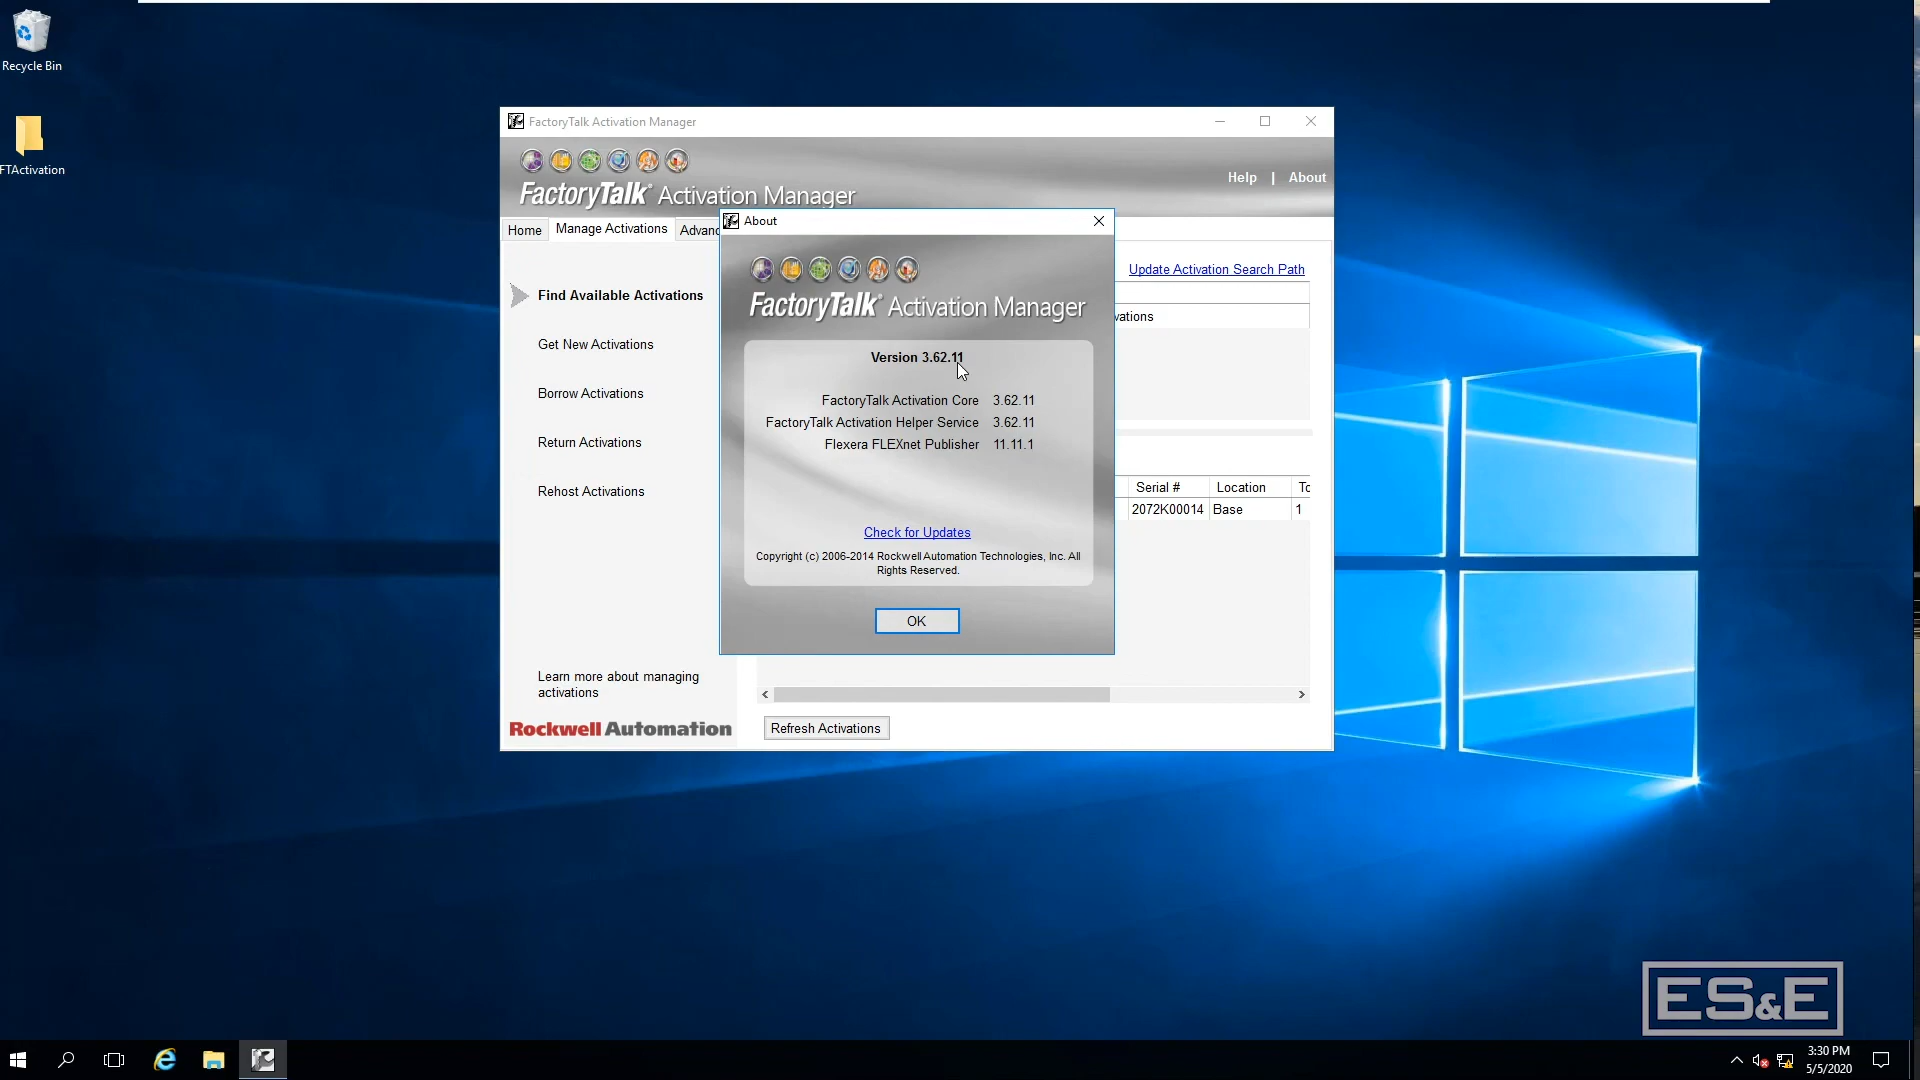 Recycle Bin
FTActivation
FactoryTalk Activation Manager
FactoryTalk Activation Manager
Help | About
Home
Manage Activations
Advanc
Update Activation Search Path
Find Available Activations
Get New Activations
Borrow Activations
Return Activations
Rehost Activations
Learn more about managing
activations
Rockwell Automation
vations
Serial # Location To
2072K00014 Base 1
Refresh Activations
About
FactoryTalk® Activation Manager
Version 3.62.11
FactoryTalk Activation Core 3.62.11
FactoryTalk Activation Helper Service 3.62.11
Flexera FLEXnet Publisher 11.11.1
Check for Updates
Copyright (c) 2006-2014 Rockwell Automation Technologies, Inc. All
Rights Reserved.
OK
ES&E
3:30 PM
5/5/2020